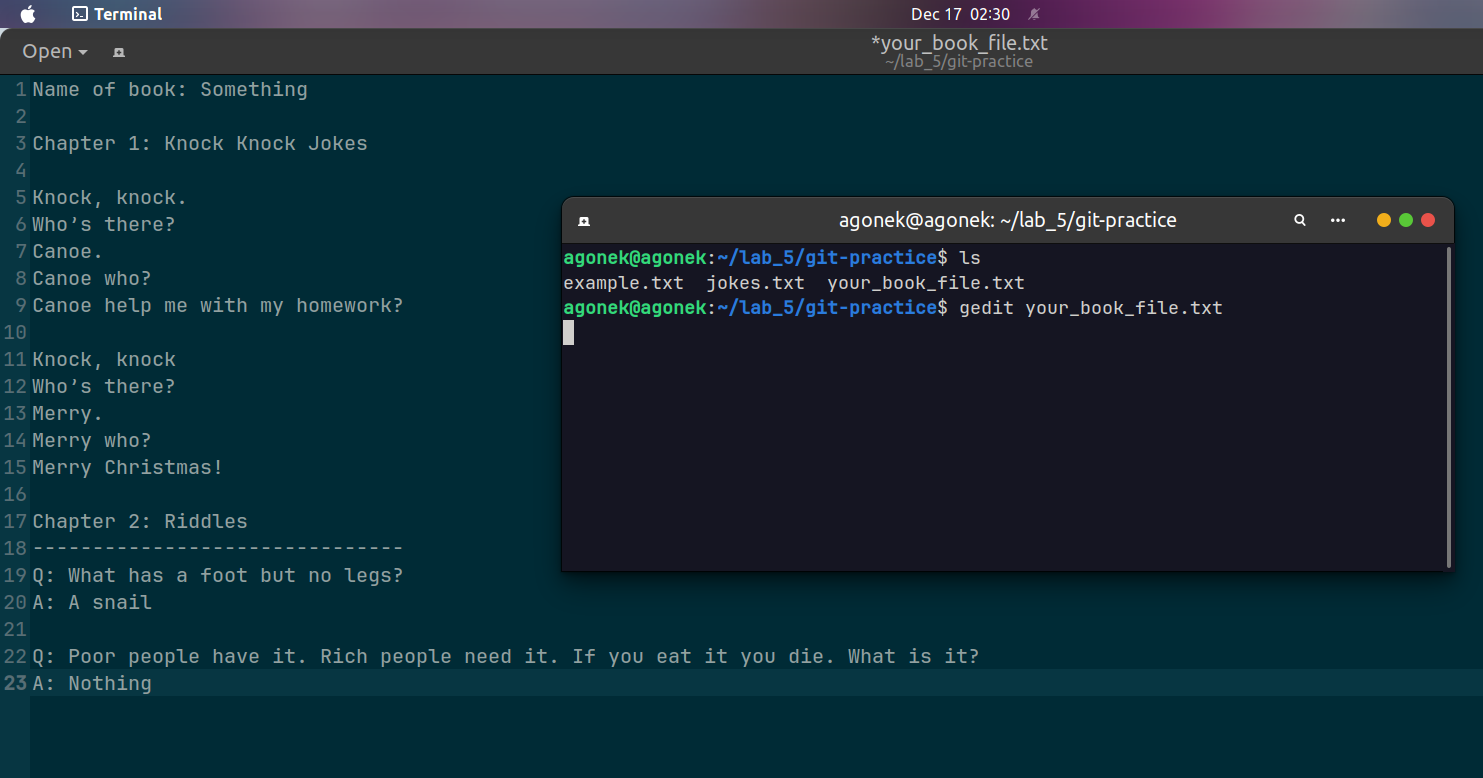 Terminal
Dec 17 02:30
Open
*your_book_file.txt
~/lab_5/git-practice
1 Name of book: Something
2
3 Chapter 1: Knock Knock Jokes
4
5 Knock, knock.
6 Who’s there?
7 Canoe.
8 Canoe who?
9 Canoe help me with my homework?
10
11 Knock, knock
12 Who’s there?
13 Merry.
14 Merry who?
15 Merry Christmas!
16
17 Chapter 2: Riddles
18 -------------------------------
19 Q: What has a foot but no legs?
20 A: A snail
21
22 Q: Poor people have it. Rich people need it. If you eat it you die. What is it?
23 A: Nothing
agonek@agonek: ~/lab_5/git-practice
agonek@agonek:~/lab_5/git-practice$ ls
example.txt  jokes.txt  your_book_file.txt
agonek@agonek:~/lab_5/git-practice$ gedit your_book_file.txt